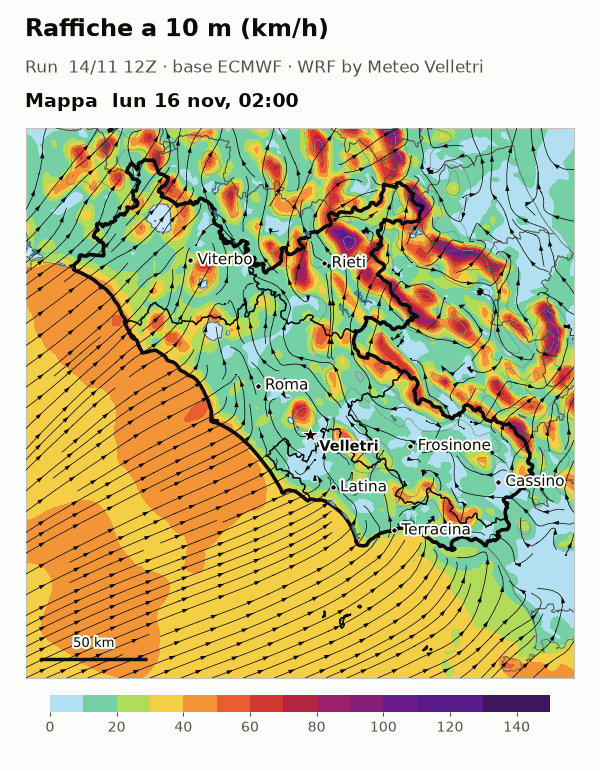 Raffiche a 10 m (km/h)
Run  14/11 12Z · base ECMWF · WRF by Meteo Velletri
Mappa  lun 16 nov, 02:00
Viterbo
Rieti
Roma
Velletri
Frosinone
Latina
Cassino
Terracina
50 km
0 20 40 60 80 100 120 140